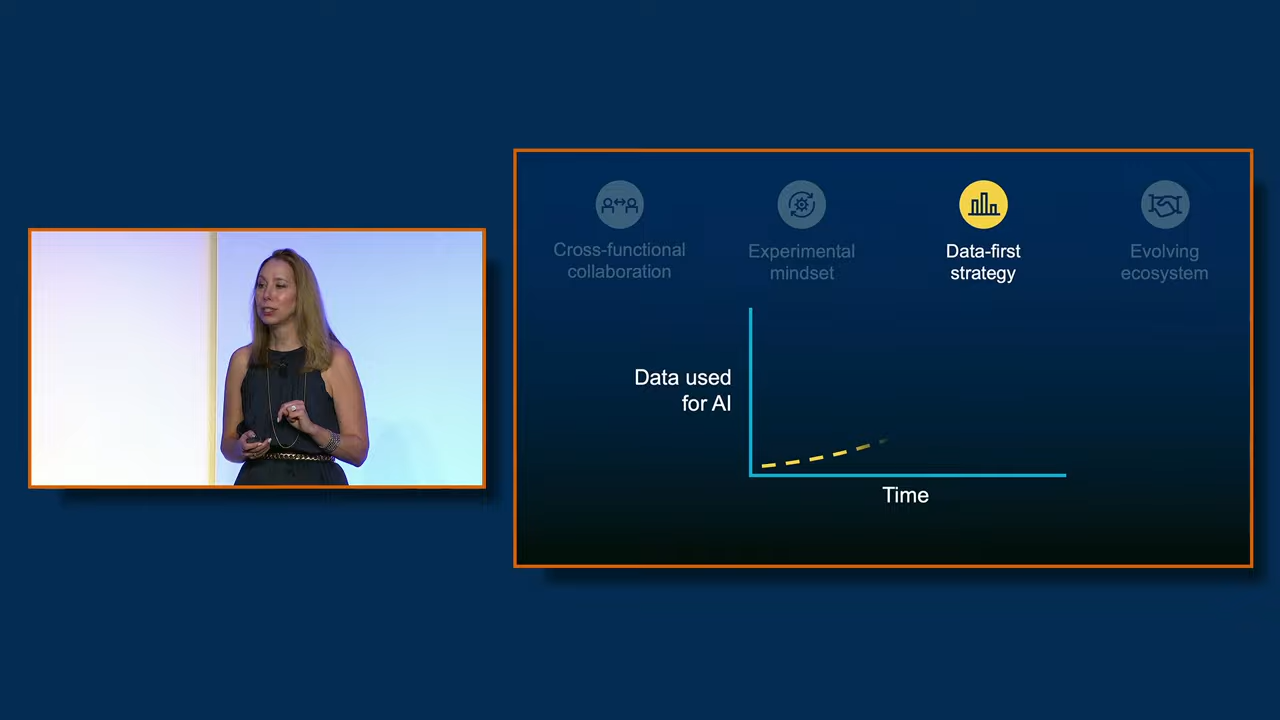 Cross-functional
collaboration
Experimental
mindset
Data-first
strategy
Evolving
ecosystem
Data used
for AI
Time